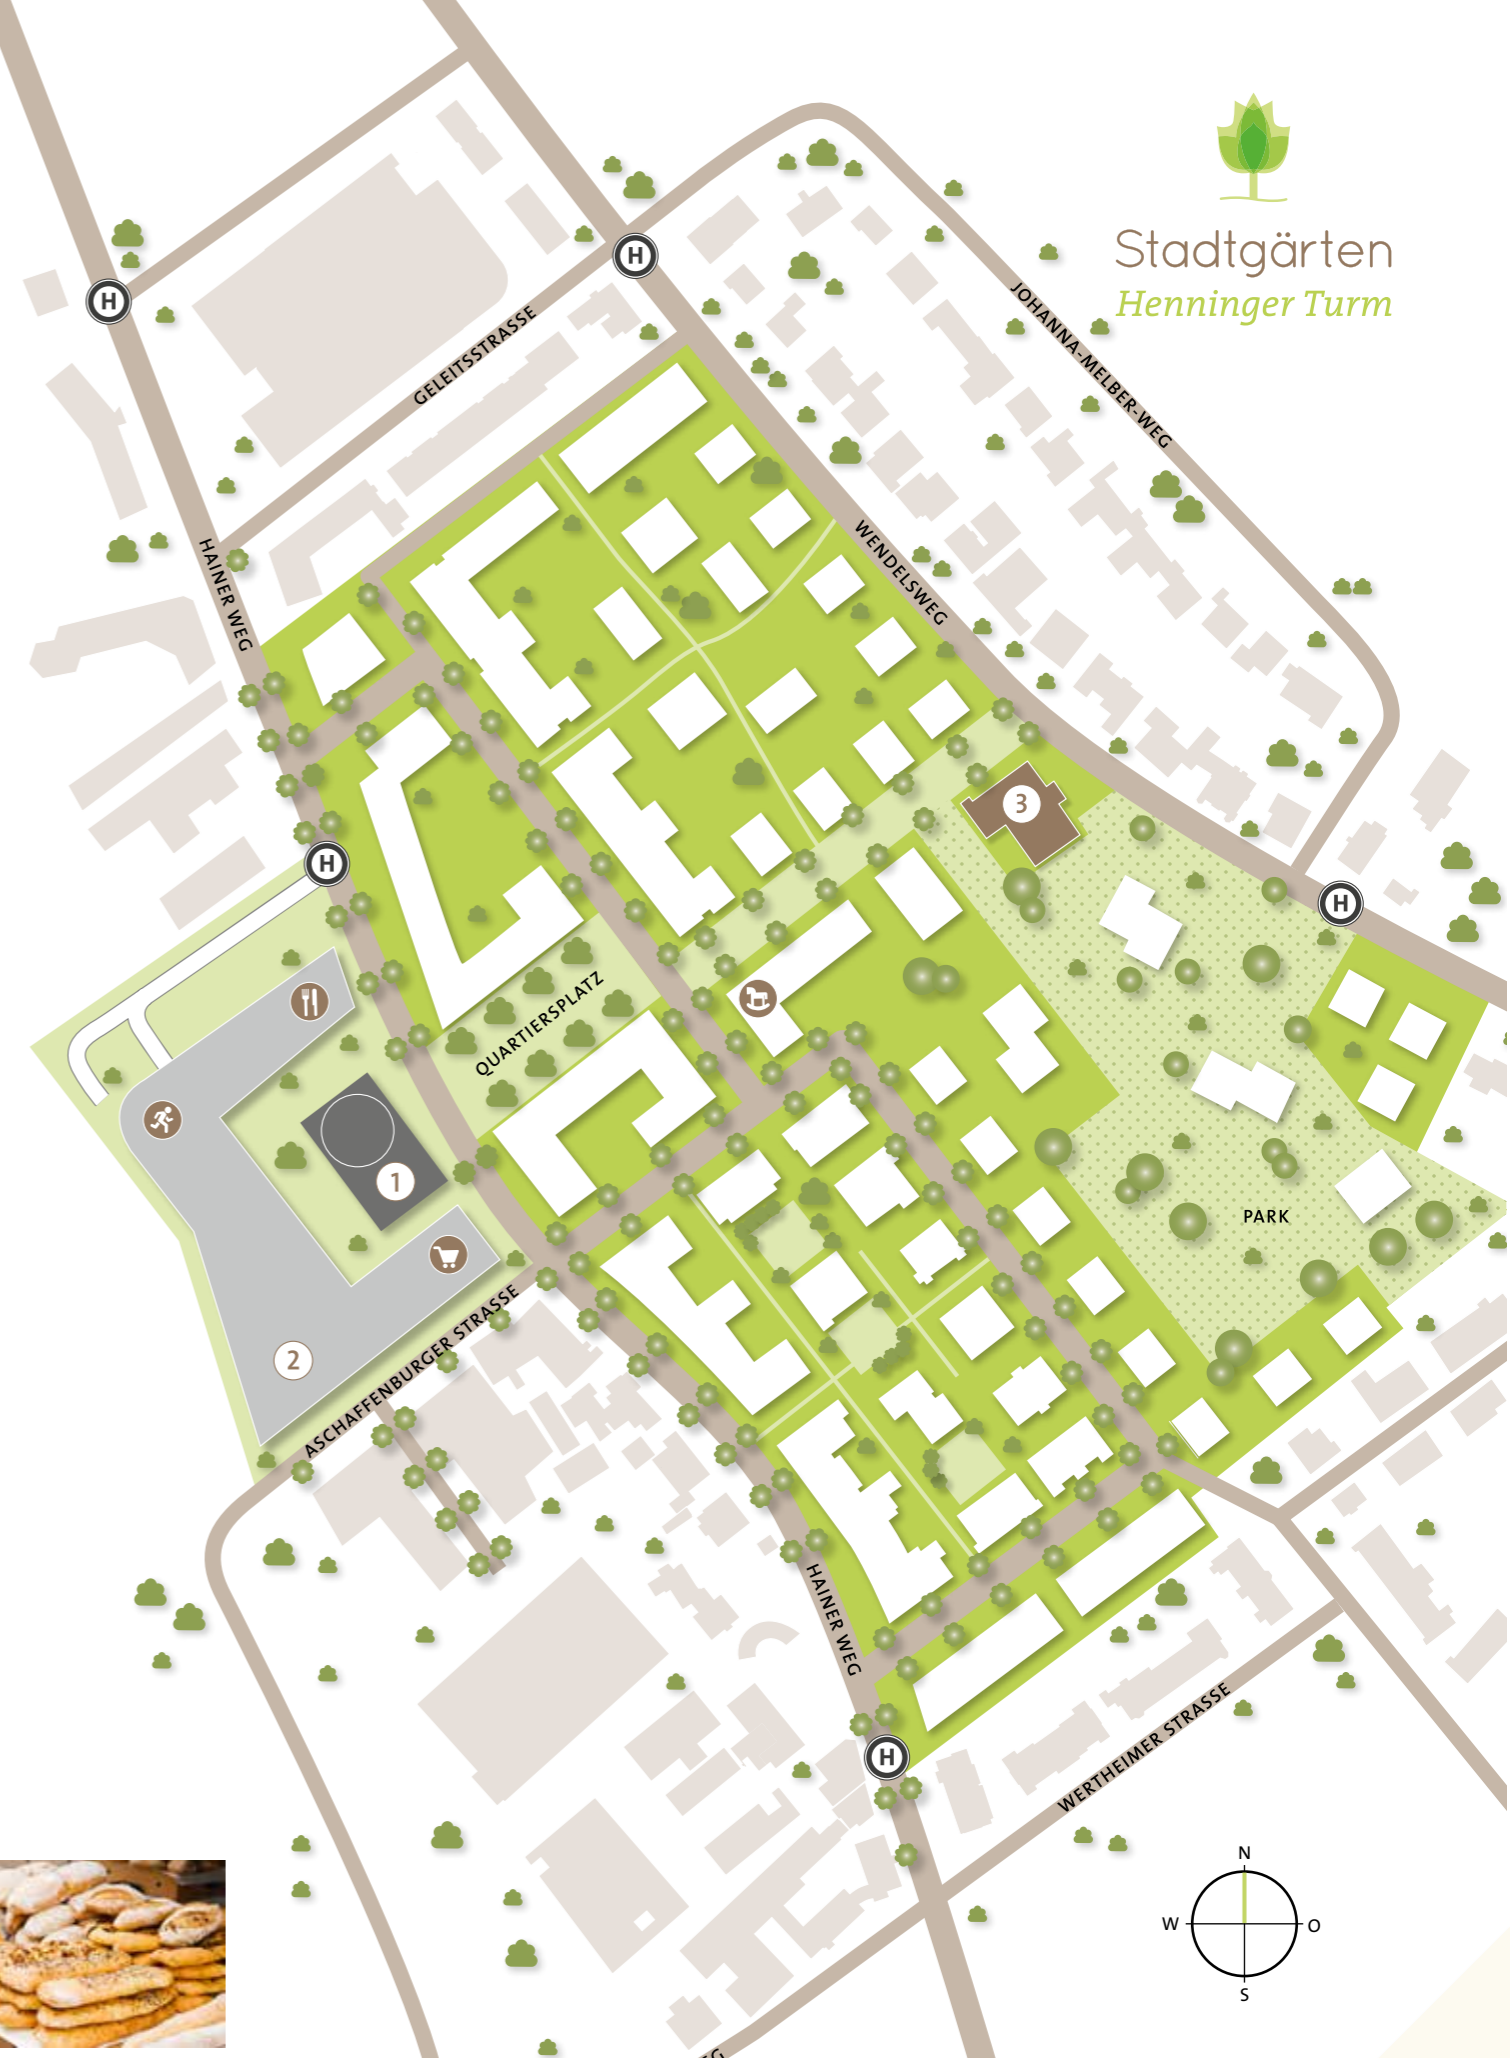 Stadtgärten
Henninger Turm
H
H
GELEITSSTRASSE
JOHANNA-MELBER-WEG
HAINER WEG
WENDELSWEG
3
H
H
QUARTIERSPLATZ
1
PARK
2
ASCHAFFENBURGER STRASSE
HAINER WEG
H
WERTHEIMER STRASSE
N
W
O
S